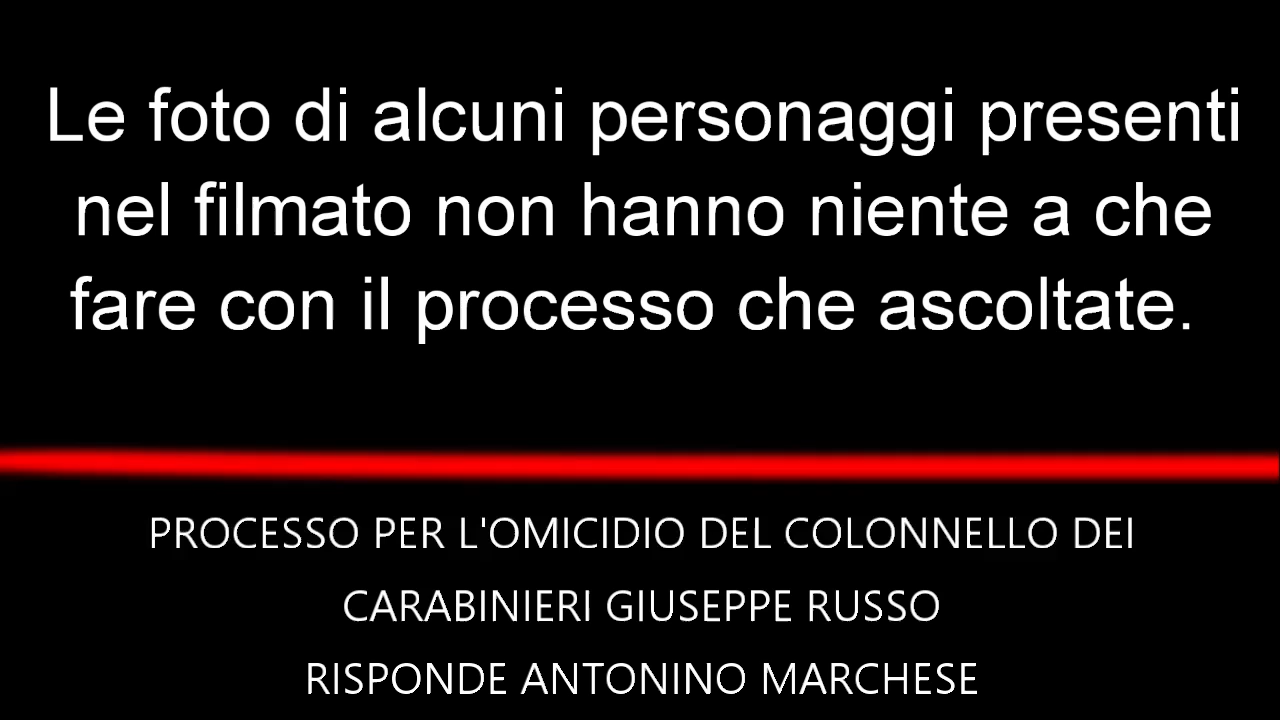 Le foto di alcuni personaggi presenti
nel filmato non hanno niente a che
fare con il processo che ascoltate.
PROCESSO PER L'OMICIDIO DEL COLONNELLO DEI
CARABINIERI GIUSEPPE RUSSO
RISPONDE ANTONINO MARCHESE